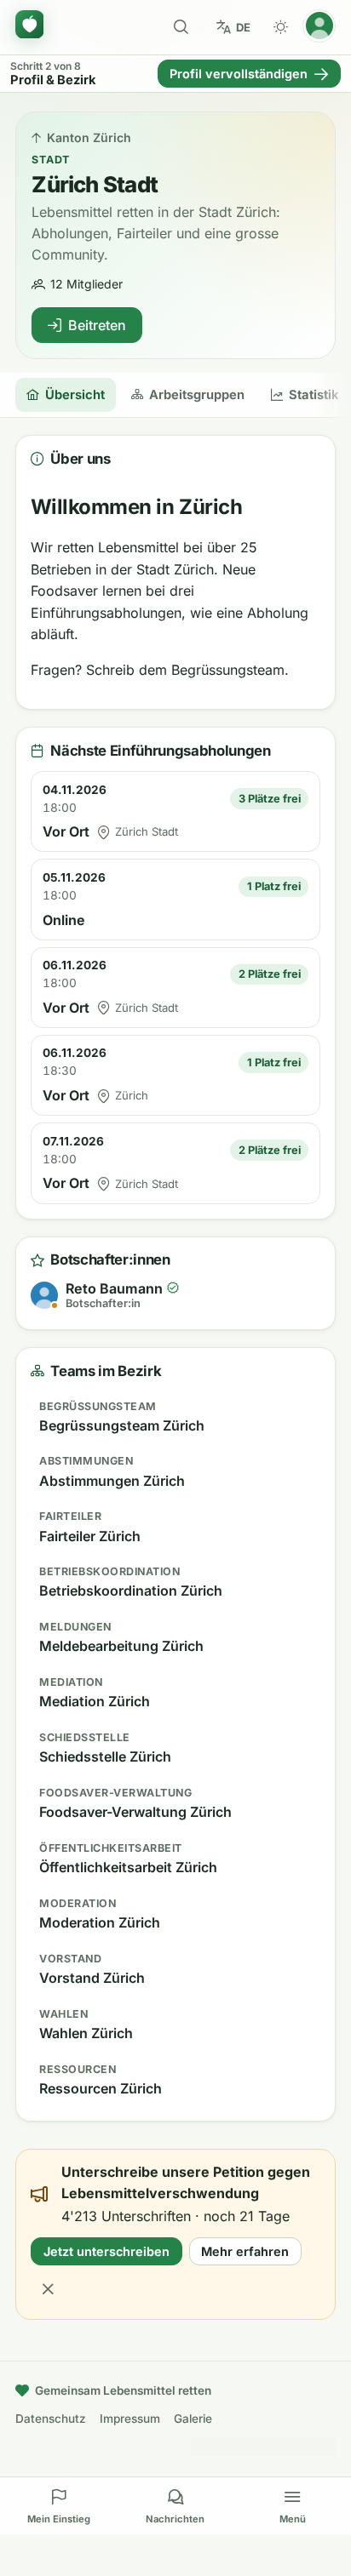 DE
Schritt 2 von 8
Profil & Bezirk
Profil vervollständigen
Kanton Zürich
STADT
Zürich Stadt
Lebensmittel retten in der Stadt Zürich:
Abholungen, Fairteiler und eine grosse
Community.
12 Mitglieder
Beitreten
Übersicht
Arbeitsgruppen
Statistik
Über uns
Willkommen in Zürich
Wir retten Lebensmittel bei über 25
Betrieben in der Stadt Zürich. Neue
Foodsaver lernen bei drei
Einführungsabholungen, wie eine Abholung
abläuft.
Fragen? Schreib dem Begrüssungsteam.
Nächste Einführungsabholungen
04.11.2026
3 Plätze frei
18:00
Vor Ort Zürich Stadt
05.11.2026
1 Platz frei
18:00
Online
06.11.2026
2 Plätze frei
18:00
Vor Ort Zürich Stadt
06.11.2026
1 Platz frei
18:30
Vor Ort Zürich
07.11.2026
2 Plätze frei
18:00
Vor Ort Zürich Stadt
Botschafter:innen
Reto Baumann
Botschafter:in
Teams im Bezirk
BEGRÜSSUNGSTEAM
Begrüssungsteam Zürich
ABSTIMMUNGEN
Abstimmungen Zürich
FAIRTEILER
Fairteiler Zürich
BETRIEBSKOORDINATION
Betriebskoordination Zürich
MELDUNGEN
Meldebearbeitung Zürich
MEDIATION
Mediation Zürich
SCHIEDSSTELLE
Schiedsstelle Zürich
FOODSAVER-VERWALTUNG
Foodsaver-Verwaltung Zürich
ÖFFENTLICHKEITSARBEIT
Öffentlichkeitsarbeit Zürich
MODERATION
Moderation Zürich
VORSTAND
Vorstand Zürich
WAHLEN
Wahlen Zürich
RESSOURCEN
Ressourcen Zürich
Unterschreibe unsere Petition gegen
Lebensmittelverschwendung
4'213 Unterschriften · noch 21 Tage
Jetzt unterschreiben
Mehr erfahren
Gemeinsam Lebensmittel retten
Datenschutz Impressum Galerie
Mein Einstieg
Nachrichten
Menü